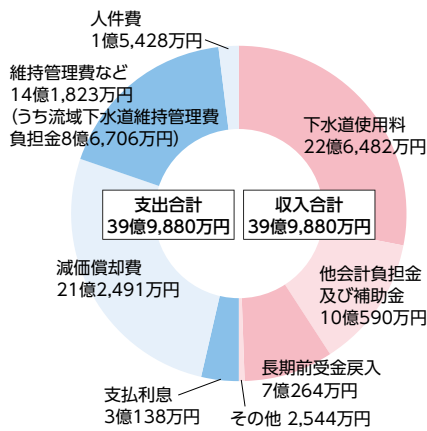 人件費
1億5,428万円
維持管理費など
14億1,823万円
(うち流域下水道維持管理費
負担金8億6,706万円)
減価償却費
21億2,491万円
支払利息
3億138万円
支出合計
39億9,880万円
収入合計
39億9,880万円
下水道使用料
22億6,482万円
他会計負担金
及び補助金
10億590万円
長期前受金戻入
7億264万円
その他 2,544万円